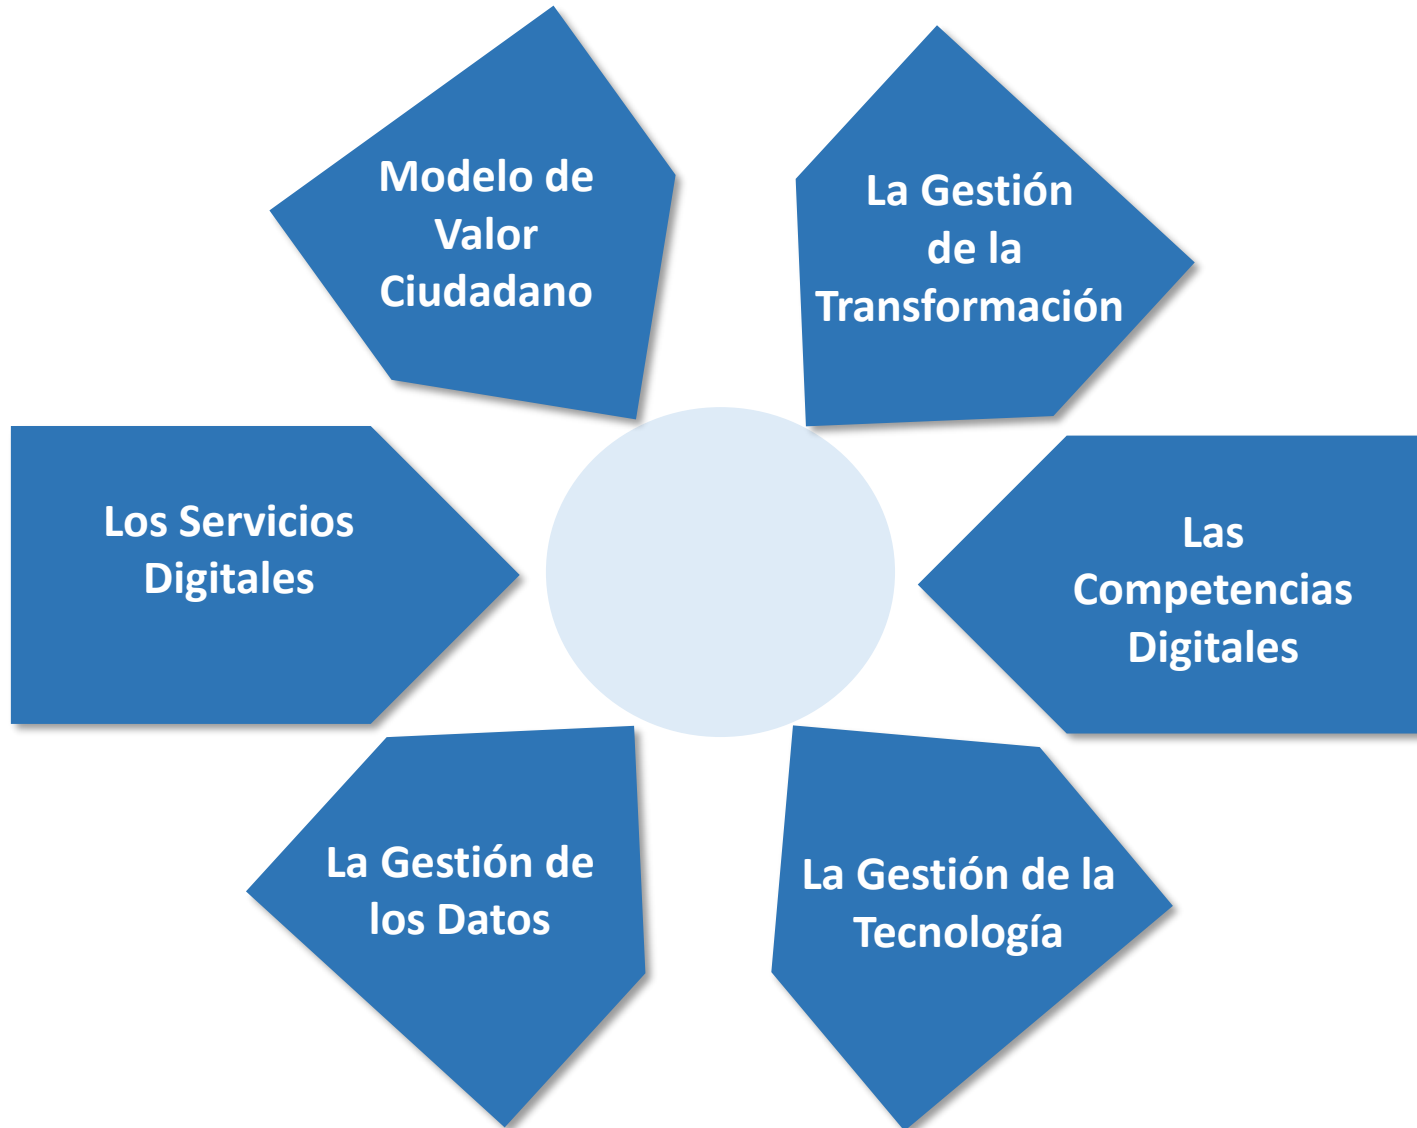 Modelo de
Valor
Ciudadano
La Gestión
de la
Transformación
Los Servicios
Digitales
Las
Competencias
Digitales
La Gestión de
los Datos
La Gestión de la
Tecnología